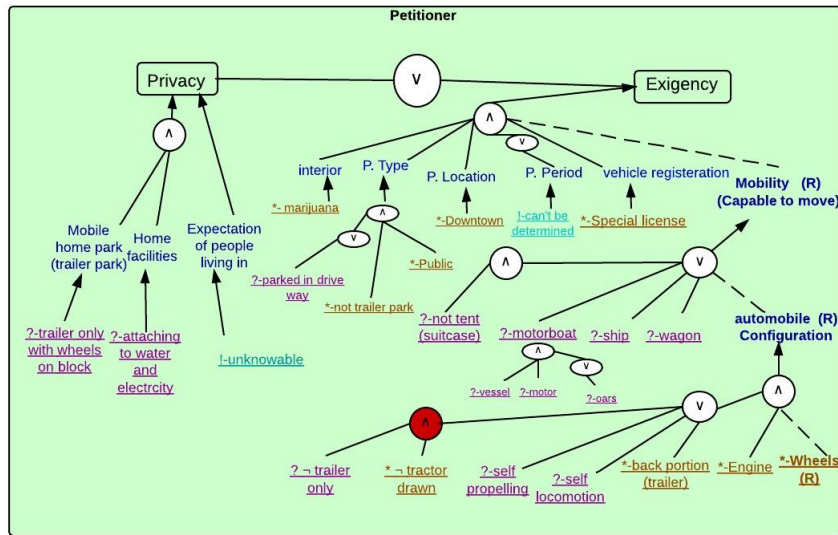 Petitioner
Privacy
∨
Exigency
∧
∧
∨
interior
P. Type
P. Location
P. Period
vehicle registeration
Mobility (R)
(Capable to move)
*- marijuana
∧
∨
*-Downtown
!-can't be
determined
*-Special license
Mobile
home park
(trailer park)
Home
facilities
Expectation
of people
living in
?-parked in drive
way
*-Public
*-not trailer park
∧
∨
?-trailer only
with wheels
on block
?-attaching
to water
and
electrcity
!-unknowable
?-not tent
(suitcase)
?-motorboat
?-ship
?-wagon
automobile (R)
Configuration
∧
∨
?-vessel
?-motor
?-oars
∧
∨
∧
? ¬ trailer
only
* ¬ tractor
drawn
?-self
propelling
?-self
locomotion
*-back portion
(trailer)
*-Engine
*-Wheels
(R)